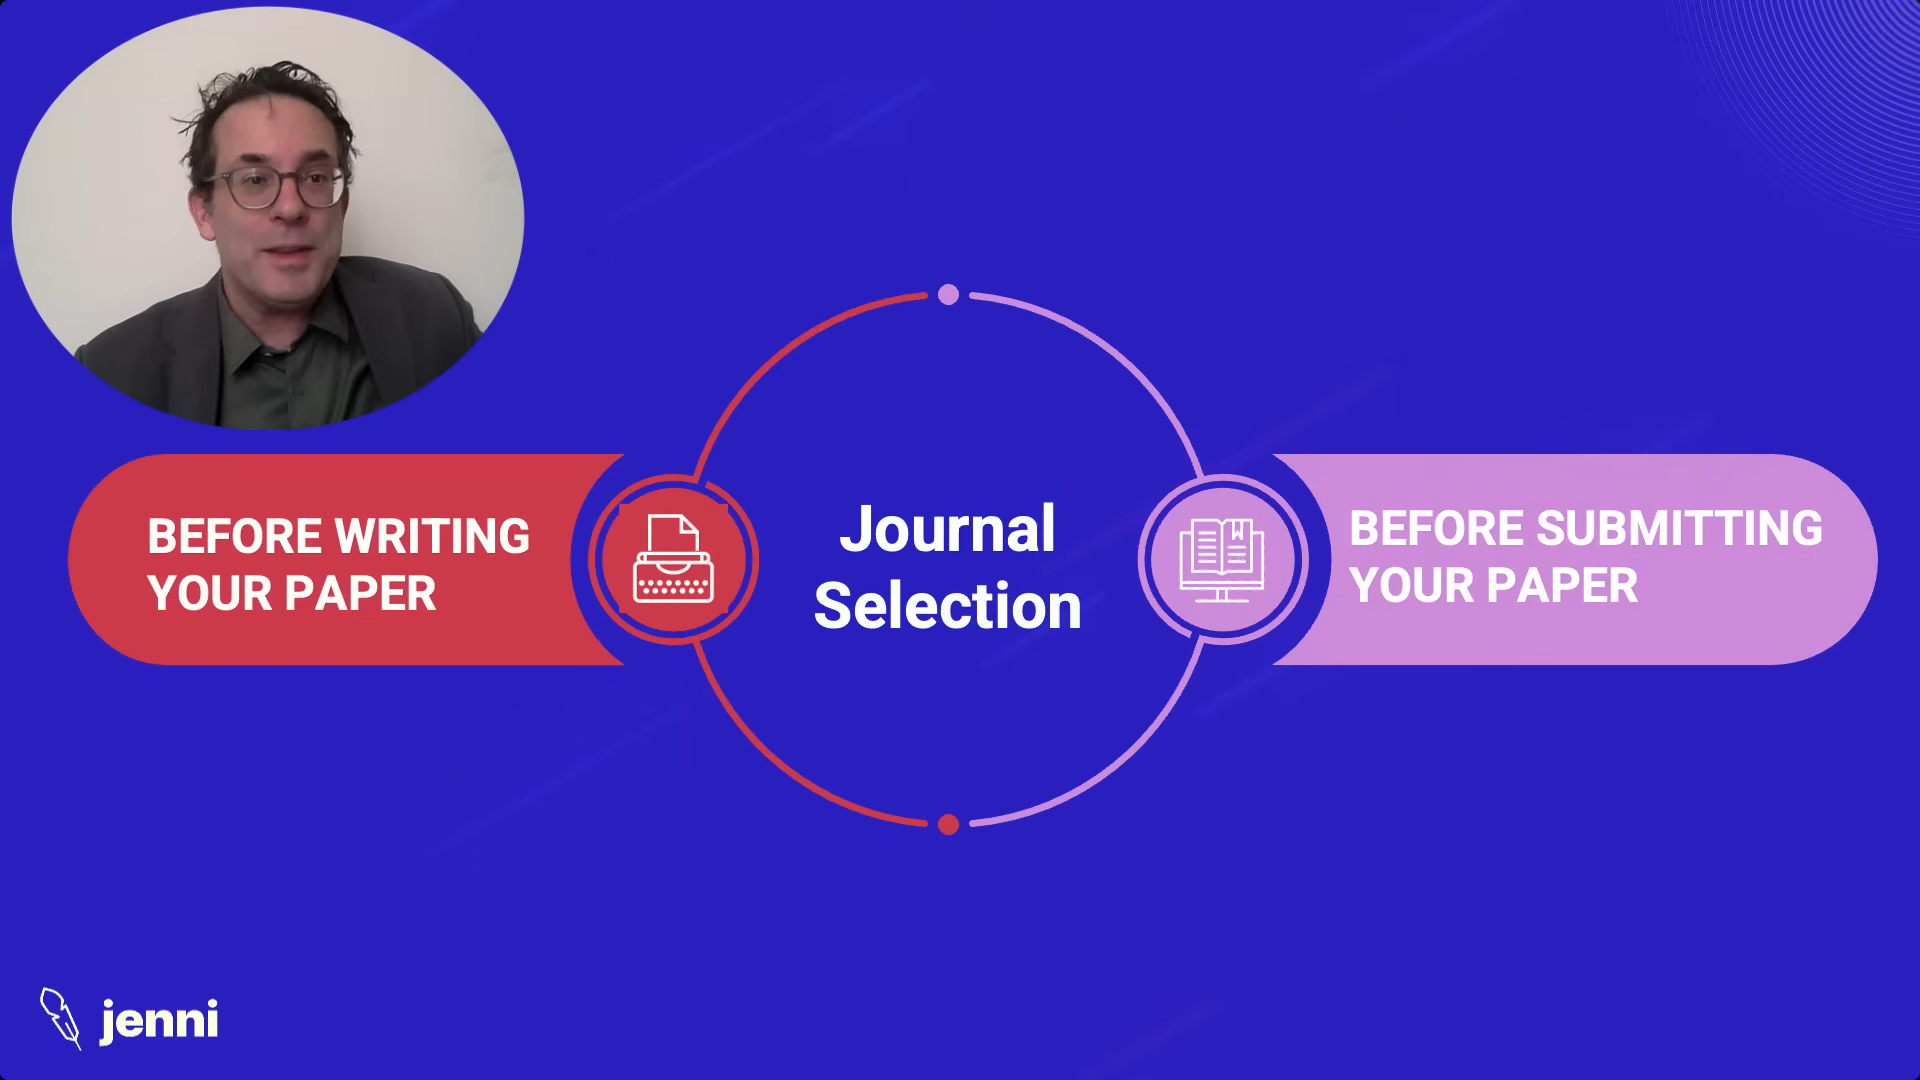 BEFORE WRITING
YOUR PAPER
Journal
Selection
BEFORE SUBMITTING
YOUR PAPER
jenni